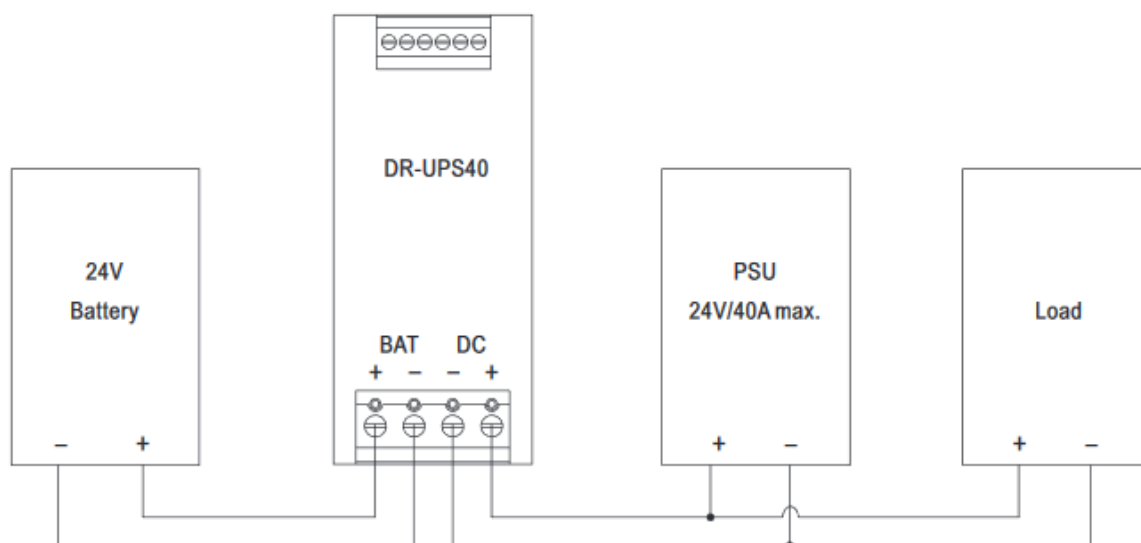 DR-UPS40
24V
Battery
PSU
24V/40A max.
Load
BAT DC
+ – – +
– +
+ –
+ –